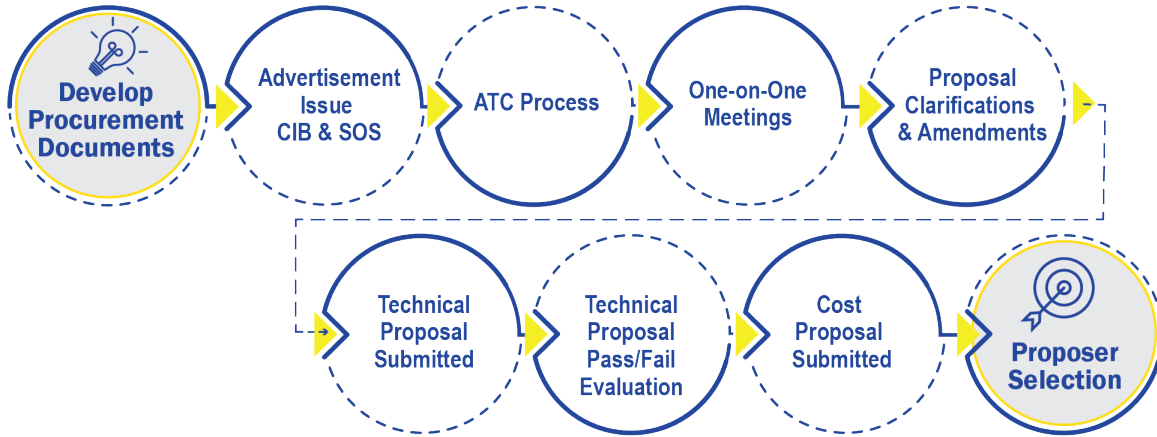 Develop
Procurement
Documents
Advertisement
Issue
CIB & SOS
ATC Process
One-on-One
Meetings
Proposal
Clarifications
& Amendments
Technical
Proposal
Submitted
Technical
Proposal
Pass/Fail
Evaluation
Cost
Proposal
Submitted
Proposer
Selection